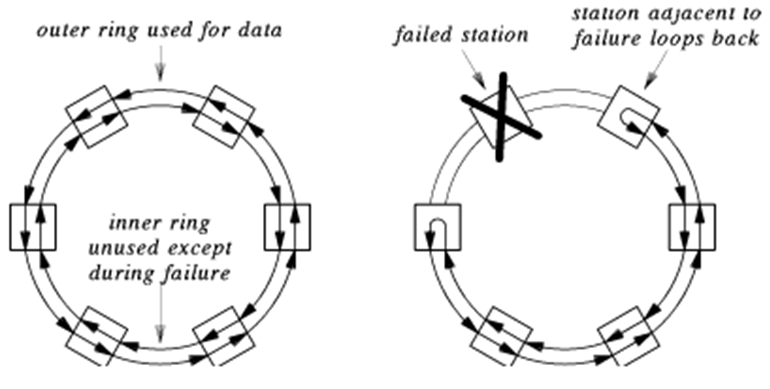 outer ring used for data
inner ring
unused except
during failure
failed station
station adjacent to
failure loops back